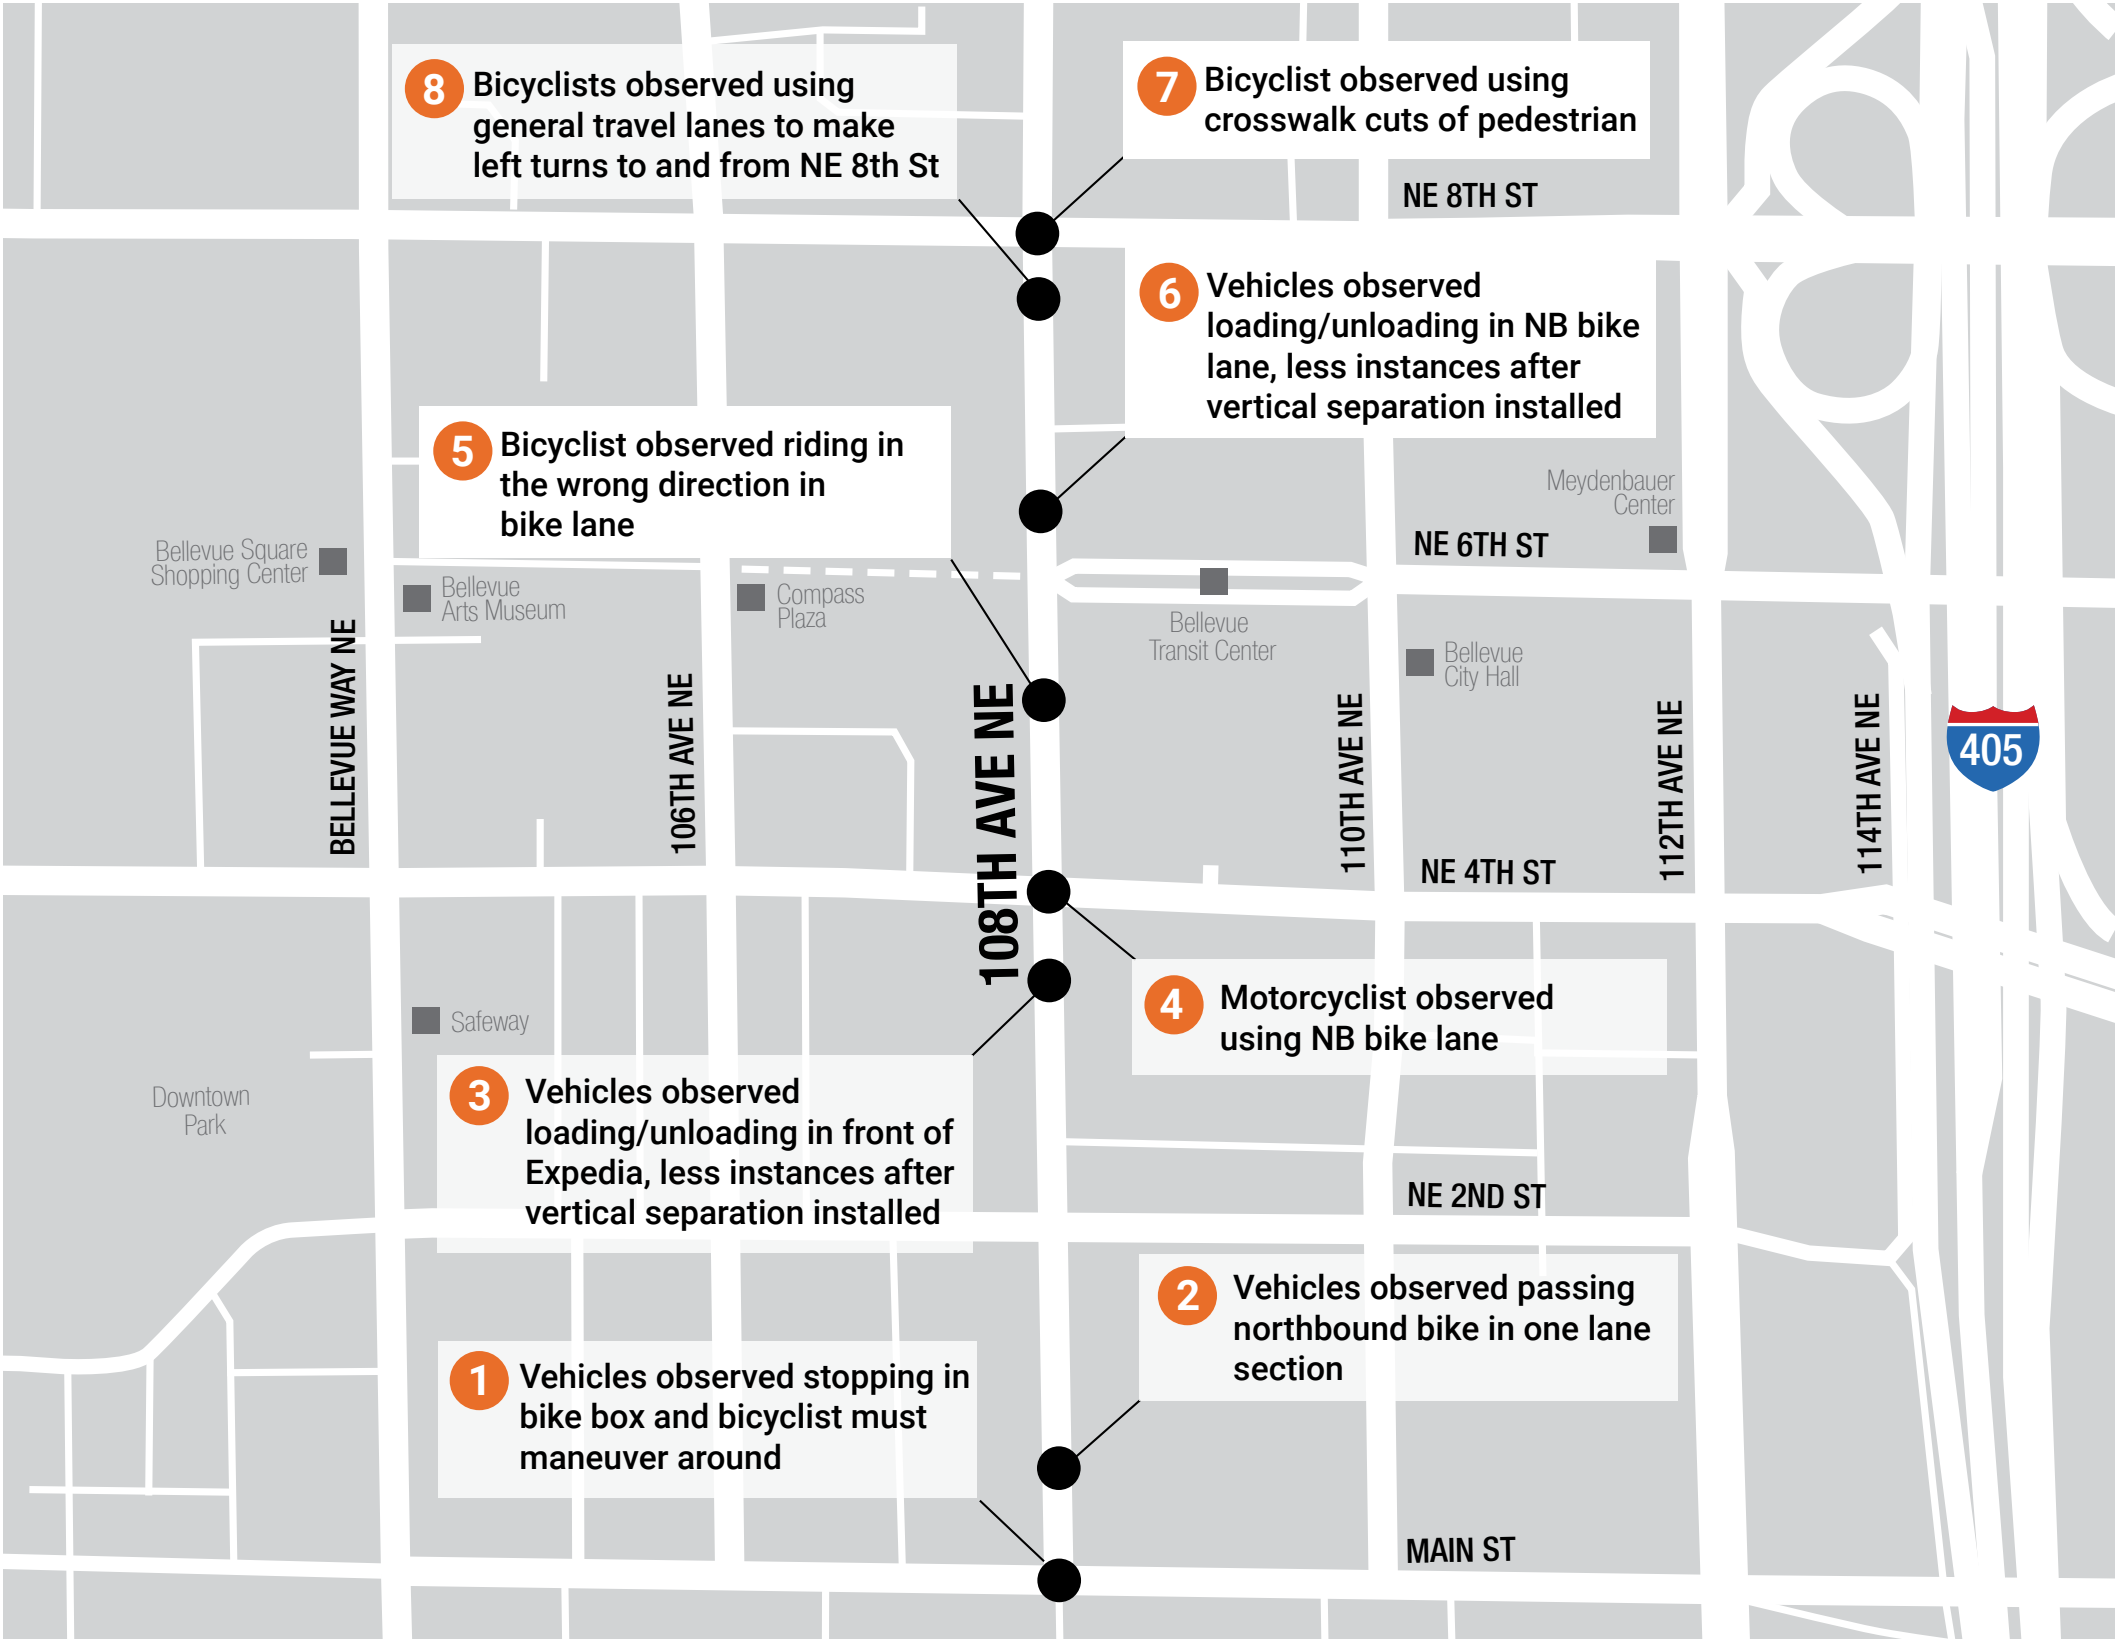 8
Bicyclists observed using
general travel lanes to make
left turns to and from NE 8th St
7
Bicyclist observed using
crosswalk cuts of pedestrian
NE 8TH ST
6
Vehicles observed
loading/unloading in NB bike
lane, less instances after
vertical separation installed
5
Bicyclist observed riding in
the wrong direction in
bike lane
Meydenbauer
Center
NE 6TH ST
Bellevue Square
Shopping Center
Bellevue
Arts Museum
Compass
Plaza
Bellevue
Transit Center
Bellevue
City Hall
BELLEVUE WAY NE
106TH AVE NE
108TH AVE NE
110TH AVE NE
112TH AVE NE
114TH AVE NE
405
NE 4TH ST
4
Motorcyclist observed
using NB bike lane
Safeway
Downtown
Park
3
Vehicles observed
loading/unloading in front of
Expedia, less instances after
vertical separation installed
NE 2ND ST
2
Vehicles observed passing
northbound bike in one lane
section
1
Vehicles observed stopping in
bike box and bicyclist must
maneuver around
MAIN ST